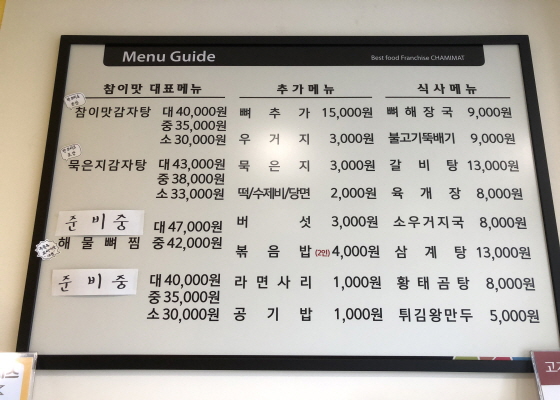 Menu Guide
Best Food Franchise CHAMIMAT
참이맛 대표메뉴
참이맛감자탕 대 40,000원
중 35,000원
소 30,000원
묵은지감자탕 대 43,000원
중 38,000원
소 33,000원
준비중 대 47,000원
해물뼈찜 중 42,000원
준비중 대 40,000원
중 35,000원
소 30,000원
추가메뉴
뼈추가 15,000원
우거지 3,000원
묵은지 3,000원
떡/수제비/당면 2,000원
버섯 3,000원
볶음밥 (2인) 4,000원
라면사리 1,000원
공기밥 1,000원
식사메뉴
뼈해장국 9,000원
불고기뚝배기 9,000원
갈비탕 13,000원
육개장 8,000원
소우거지국 8,000원
삼계탕 13,000원
황태곰탕 8,000원
튀김왕만두 5,000원